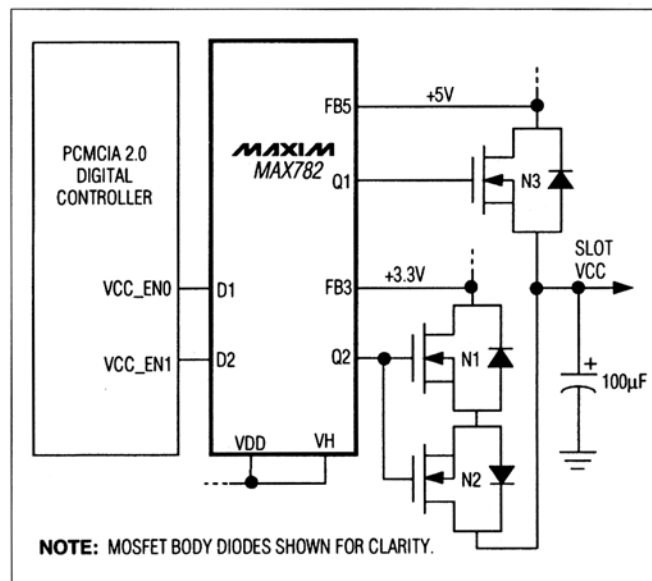 FB5
+5V
PCMCIA 2.0
DIGITAL
CONTROLLER
MAXIM
MAX782
Q1
N3
SLOT
VCC
FB3
+3.3V
VCC_EN0
D1
VCC_EN1
D2
Q2
N1
+
100µF
VDD
VH
N2
NOTE: MOSFET BODY DIODES SHOWN FOR CLARITY.